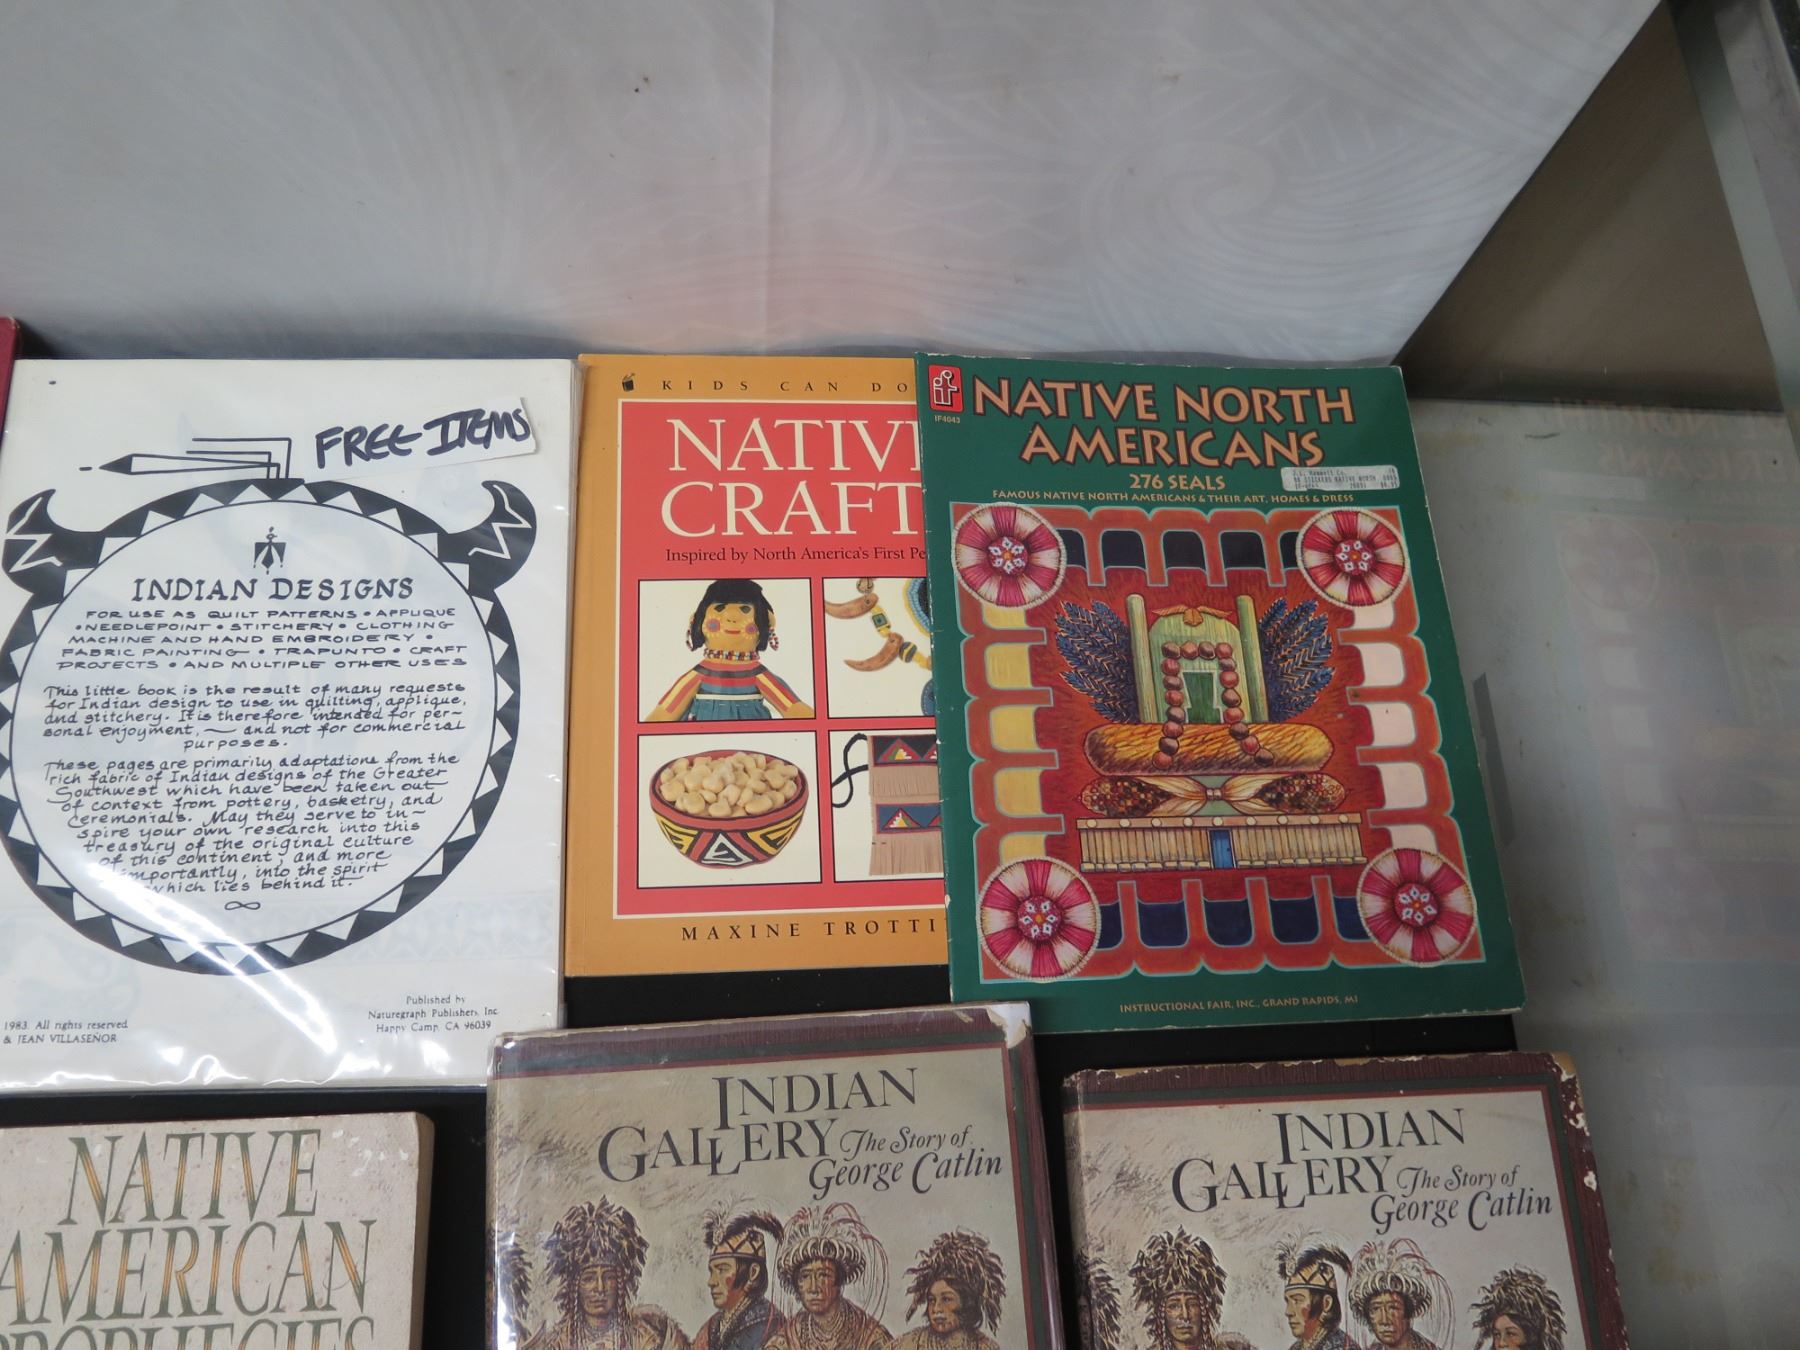 FREE ITEMS
INDIAN DESIGNS
FOR USE AS QUILT PATTERNS • APPLIQUE
• NEEDLEPOINT • STITCHERY • CLOTHING
MACHINE AND HAND EMBROIDERY •
FABRIC PAINTING • TRAPUNTO • CRAFT
PROJECTS • AND MULTIPLE OTHER USES
This little book is the result of many requests
for Indian design to use in quilting, applique,
and stitchery. It is therefore intended for per-
sonal enjoyment, — and not for commercial
purposes.
These pages are primarily adaptations from the
rich fabric of Indian designs of the Greater
Southwest which have been taken out
of context from pottery, basketry, and
ceremonials. May they serve to in-
spire your own research into this
treasury of the original culture
of this continent, and more
importantly, into the spirit
which lies behind it.
1983. All rights reserved
& JEAN VILLASEÑOR
Published by
Naturegraph Publishers, Inc.
Happy Camp, CA 96039
KIDS CAN DO
NATIVE
CRAFT
Inspired by North America's First Pe
MAXINE TROTTI
if
IF4043
NATIVE NORTH
AMERICANS
276 SEALS
FAMOUS NATIVE NORTH AMERICANS & THEIR ART, HOMES & DRESS
J.L. Hammett Co.
STICKERS NATIVE NORTH
INSTRUCTIONAL FAIR, INC., GRAND RAPIDS, MI
NATIVE
AMERICAN
PROPHECIES
INDIAN
GALLERY The Story of
George Catlin
INDIAN
GALLERY The Story of
George Catlin